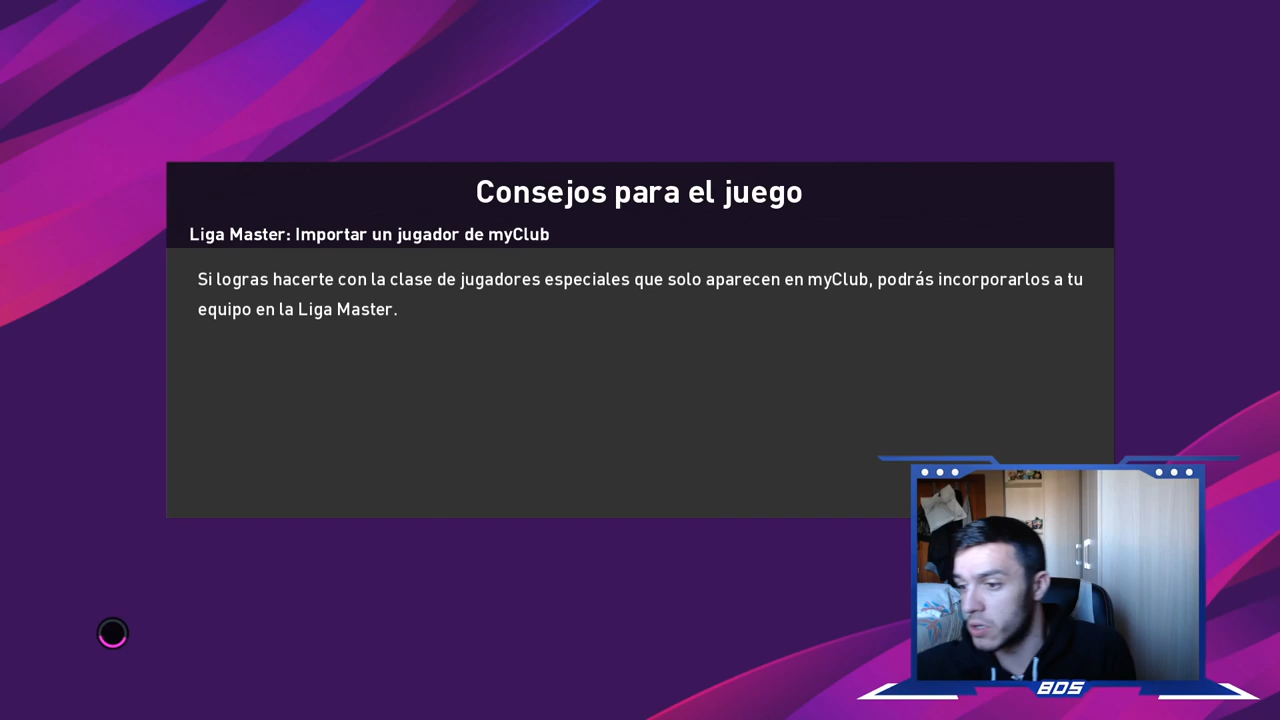 Consejos para el juego
Liga Master: Importar un jugador de myClub
Si logras hacerte con la clase de jugadores especiales que solo aparecen en myClub, podrás incorporarlos a tu
equipo en la Liga Master.
BDS